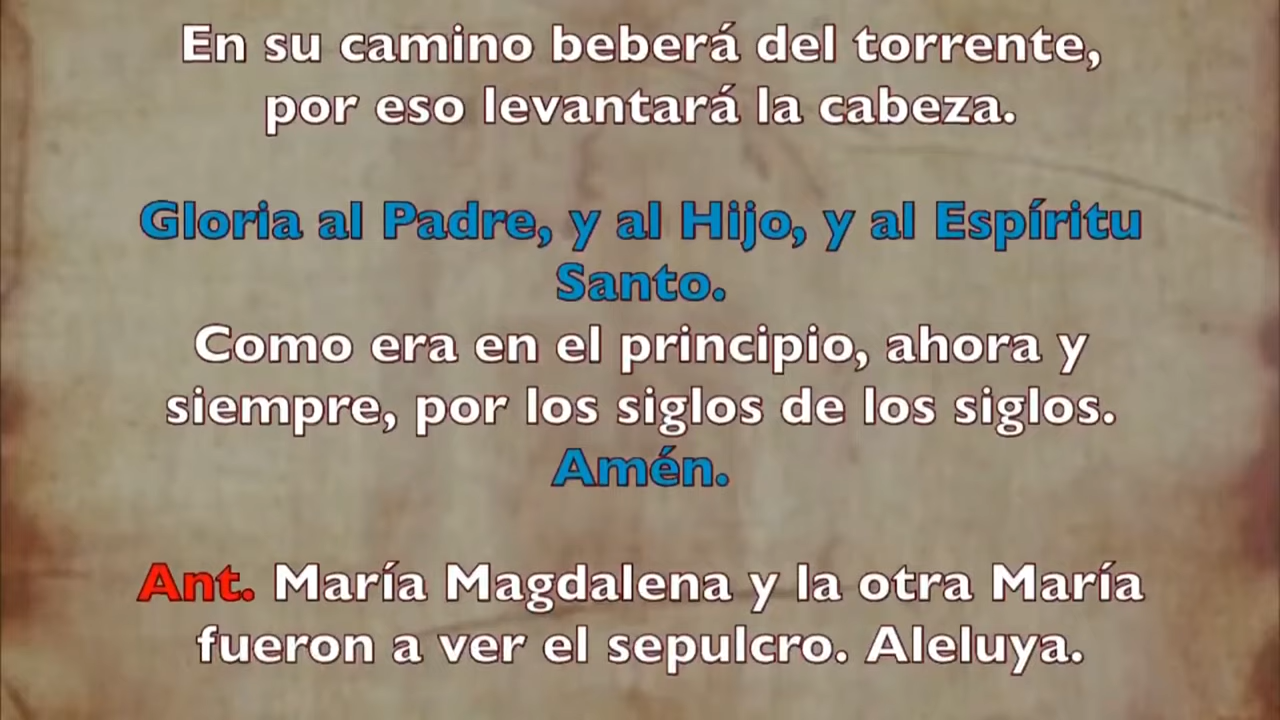 En su camino beberá del torrente,
por eso levantará la cabeza.
Gloria al Padre, y al Hijo, y al Espíritu
Santo.
Como era en el principio, ahora y
siempre, por los siglos de los siglos.
Amén.
Ant. María Magdalena y la otra María
fueron a ver el sepulcro. Aleluya.